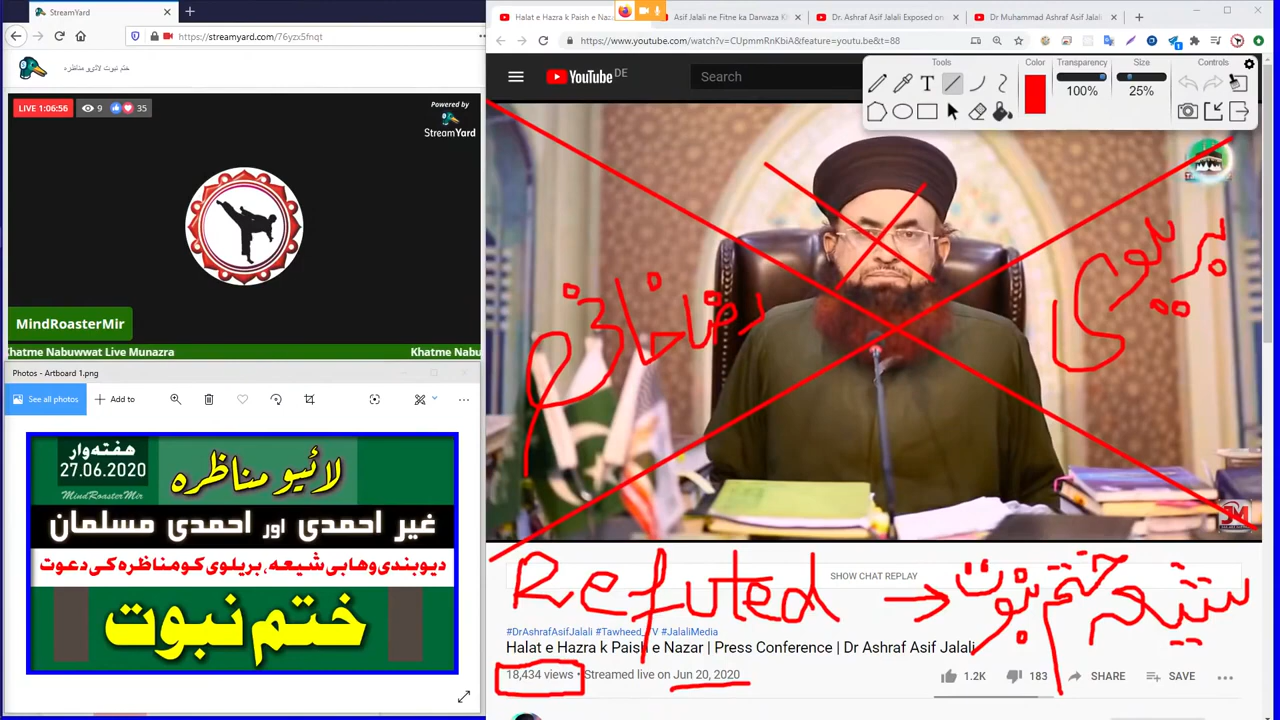 StreamYard
https://streamyard.com/76yzx5fnqt
ختم نبوت لائیو مناظرہ
LIVE 1:06:56
9
35
Powered by
StreamYard
MindRoasterMir
Khatme Nabuwwat Live Munazra
Khatme Nabu
Photos - Artboard 1.png
See all photos
Add to
هفته‌وار
27.06.2020
MindRoasterMir
لائیو مناظرہ
غیر احمدی اور احمدی مسلمان
دیوبندی وهابی شیعه، بریلوی کو مناظرہ کی دعوت
ختم نبوت
Halat e Hazra k Paish e Naz
Asif Jalali ne Fitne ka Darwaza K
Dr. Ashraf Asif Jalali Exposed on
Dr Muhammad Ashraf Asif Jalal
https://www.youtube.com/watch?v=CUpmmRnKbiA&feature=youtu.be&t=88
YouTube DE
Search
Tools
Color
Transparency
Size
Controls
100%
25%
بریلوی
رضاخانی
SHOW CHAT REPLAY
Refuted
ختم نبوت
#DrAshrafAsifJalali #Tawheed_TV #JalaliMedia
Halat e Hazra k Paish e Nazar | Press Conference | Dr Ashraf Asif Jalali
18,434 views • Streamed live on Jun 20, 2020
1.2K
183
SHARE
SAVE